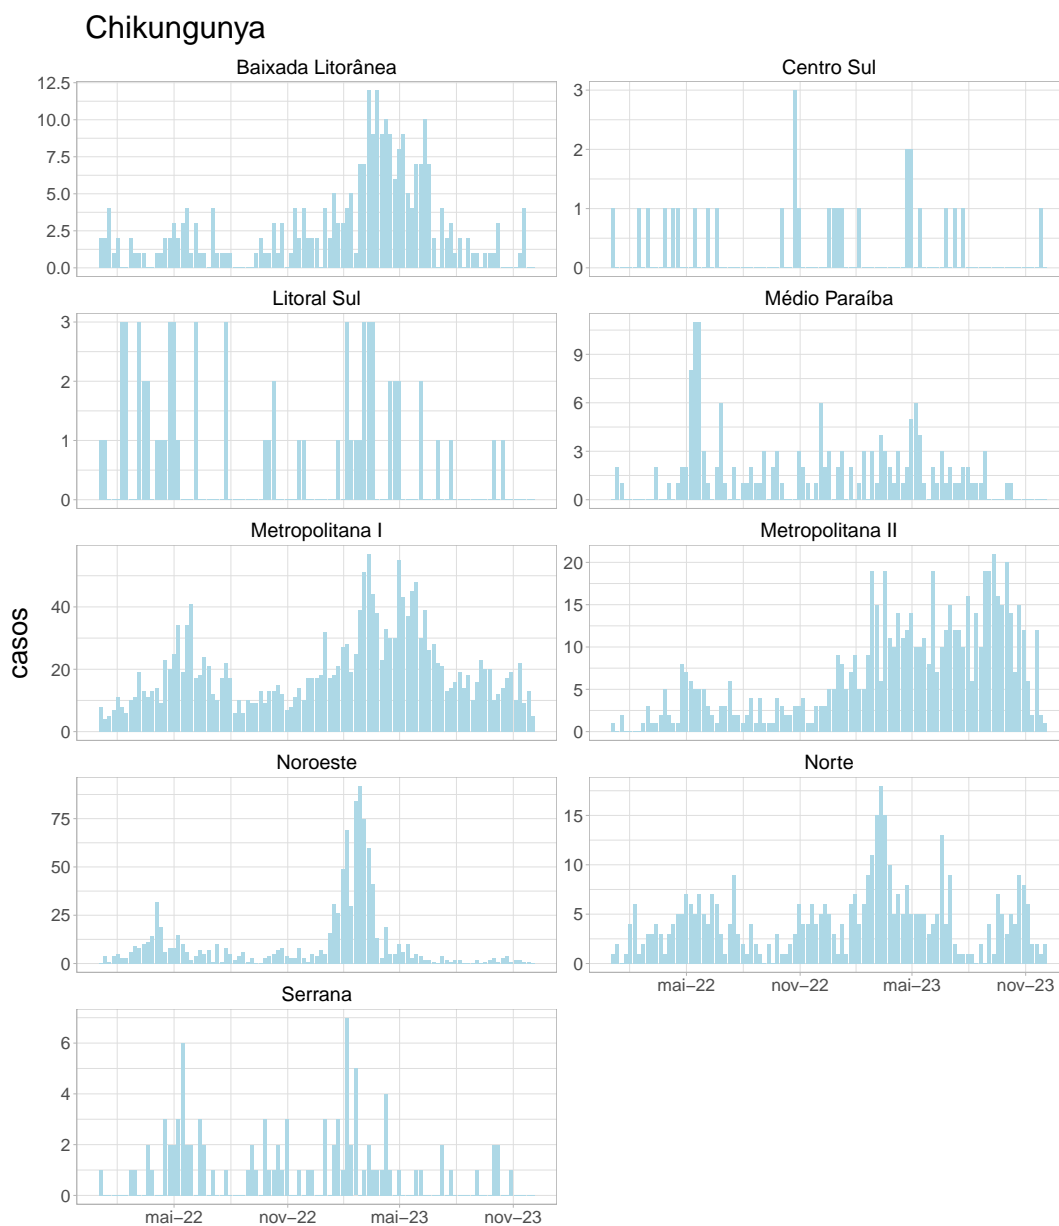 Chikungunya
Baixada Litorânea
Centro Sul
12.5
10.0
7.5
5.0
2.5
0.0
3
2
1
0
Litoral Sul
Médio Paraíba
3
2
1
0
9
6
3
0
Metropolitana I
Metropolitana II
40
20
0
20
15
10
5
0
casos
Noroeste
Norte
75
50
25
0
15
10
5
0
mai–22 nov–22 mai–23 nov–23
Serrana
6
4
2
0
mai–22 nov–22 mai–23 nov–23